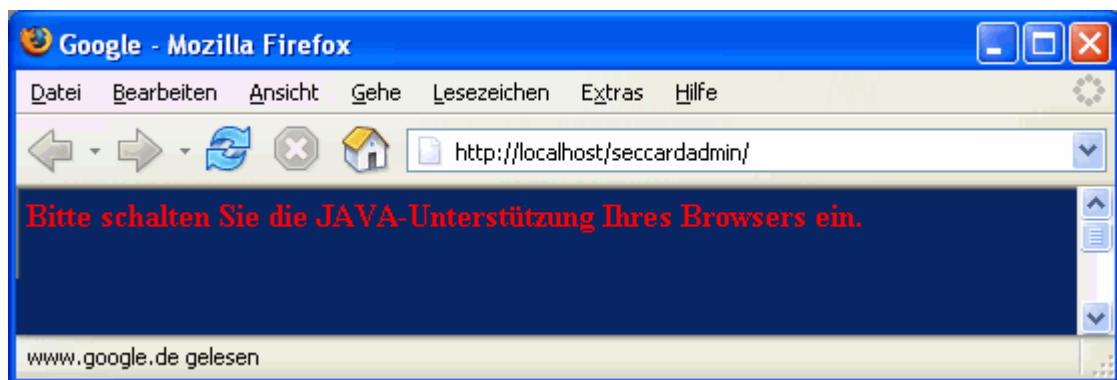 Google - Mozilla Firefox
Datei Bearbeiten Ansicht Gehe Lesezeichen Extras Hilfe
http://localhost/seccardadmin/
Bitte schalten Sie die JAVA-Unterstützung Ihres Browsers ein.
www.google.de gelesen